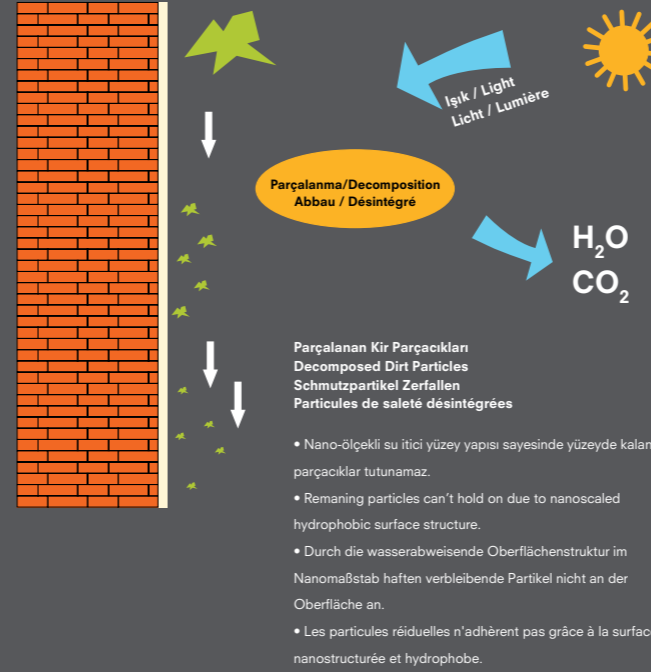 Işık / Light
Licht / Lumière
Parçalanma/Decomposition
Abbau / Désintégré
H₂O
CO₂
Parçalanan Kir Parçacıkları
Decomposed Dirt Particles
Schmutzpartikel Zerfallen
Particules de saleté désintégrées
• Nano-ölçekli su itici yüzey yapısı sayesinde yüzeyde kalan
parçacıklar tutunamaz.
• Remaning particles can't hold on due to nanoscaled
hydrophobic surface structure.
• Durch die wasserabweisende Oberflächenstruktur im
Nanomaßstab haften verbleibende Partikel nicht an der
Oberfläche an.
• Les particules réiduelles n'adhèrent pas grâce à la surface
nanostructurée et hydrophobe.